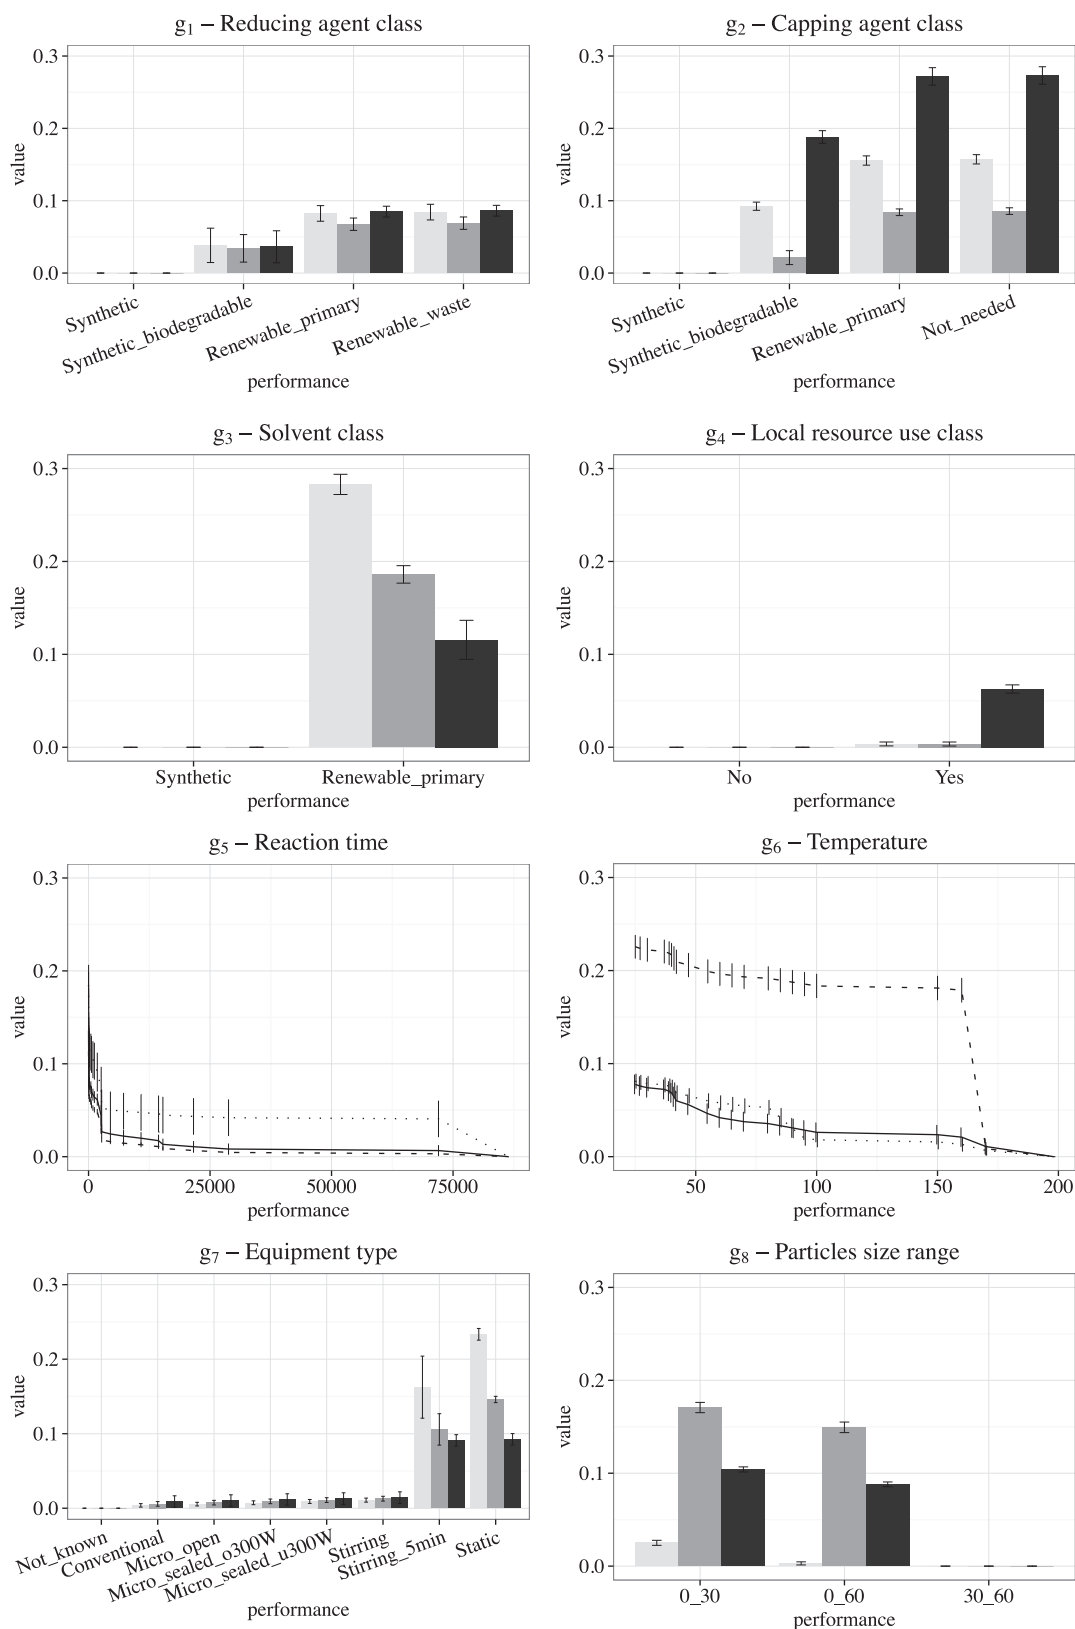 g₁ – Reducing agent class
0.3
0.2
0.1
0.0
value
Synthetic
Synthetic_biodegradable
Renewable_primary
Renewable_waste
performance
g₂ – Capping agent class
0.3
0.2
0.1
0.0
value
Synthetic
Synthetic_biodegradable
Renewable_primary
Not_needed
performance
g₃ – Solvent class
0.3
0.2
0.1
0.0
value
Synthetic Renewable_primary
performance
g₄ – Local resource use class
0.3
0.2
0.1
0.0
value
No Yes
performance
g₅ – Reaction time
0.3
0.2
0.1
0.0
value
0 25000 50000 75000
performance
g₆ – Temperature
0.3
0.2
0.1
0.0
value
50 100 150 200
performance
g₇ – Equipment type
0.3
0.2
0.1
0.0
value
Not_known
Conventional
Micro_open
Micro_sealed_o300W
Micro_sealed_u300W
Stirring
Stirring_5min
Static
performance
g₈ – Particles size range
0.3
0.2
0.1
0.0
value
0_30 0_60 30_60
performance